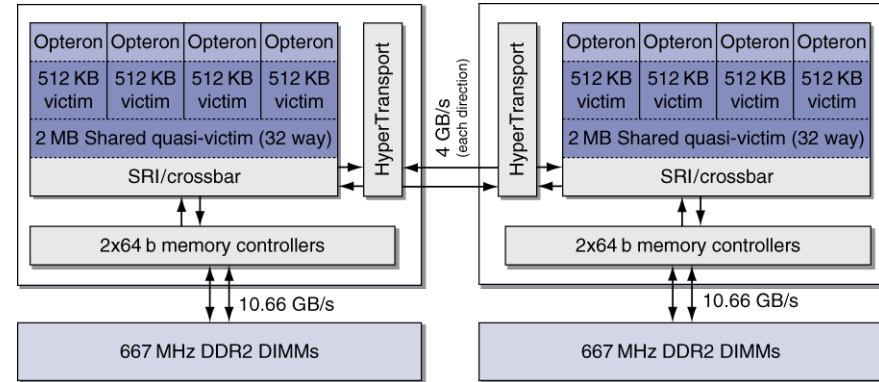 Opteron Opteron Opteron Opteron
512 KB 512 KB 512 KB 512 KB
victim victim victim victim
2 MB Shared quasi-victim (32 way)
SRI/crossbar
HyperTransport
2x64 b memory controllers
10.66 GB/s
667 MHz DDR2 DIMMs
4 GB/s
(each direction)
HyperTransport
Opteron Opteron Opteron Opteron
512 KB 512 KB 512 KB 512 KB
victim victim victim victim
2 MB Shared quasi-victim (32 way)
SRI/crossbar
2x64 b memory controllers
10.66 GB/s
667 MHz DDR2 DIMMs